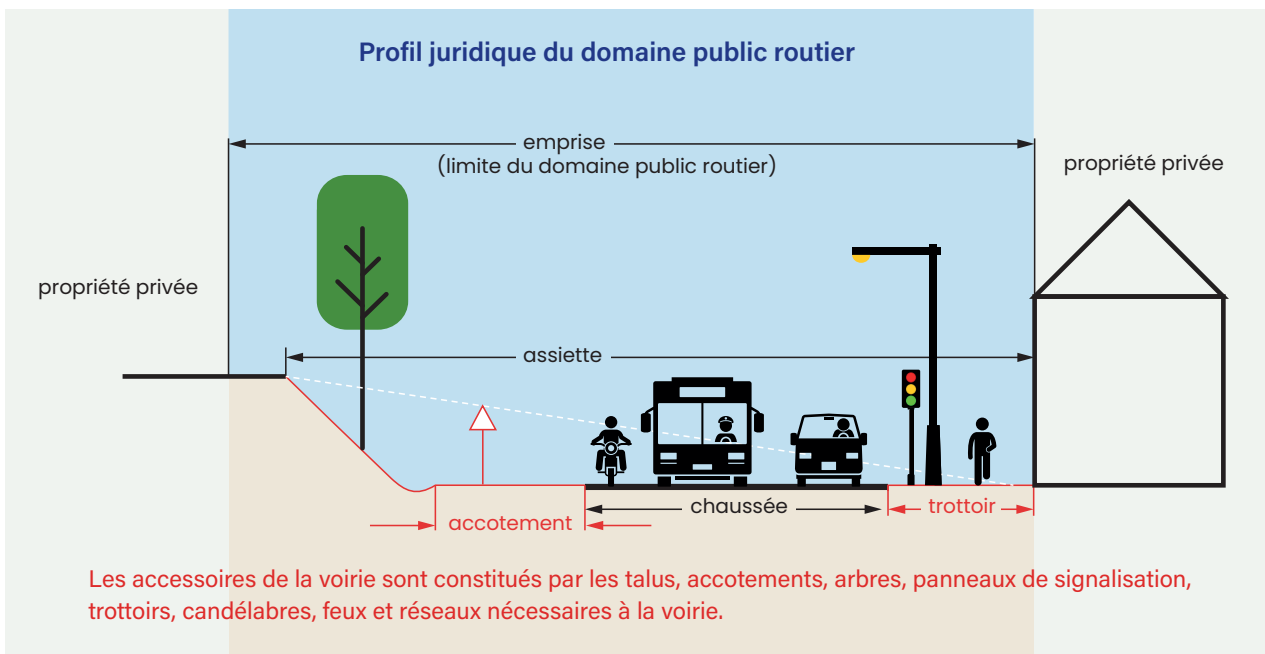 Profil juridique du domaine public routier
emprise
(limite du domaine public routier)
propriété privée
propriété privée
assiette
chaussée
trottoir
accotement
Les accessoires de la voirie sont constitués par les talus, accotements, arbres, panneaux de signalisation,
trottoirs, candélabres, feux et réseaux nécessaires à la voirie.